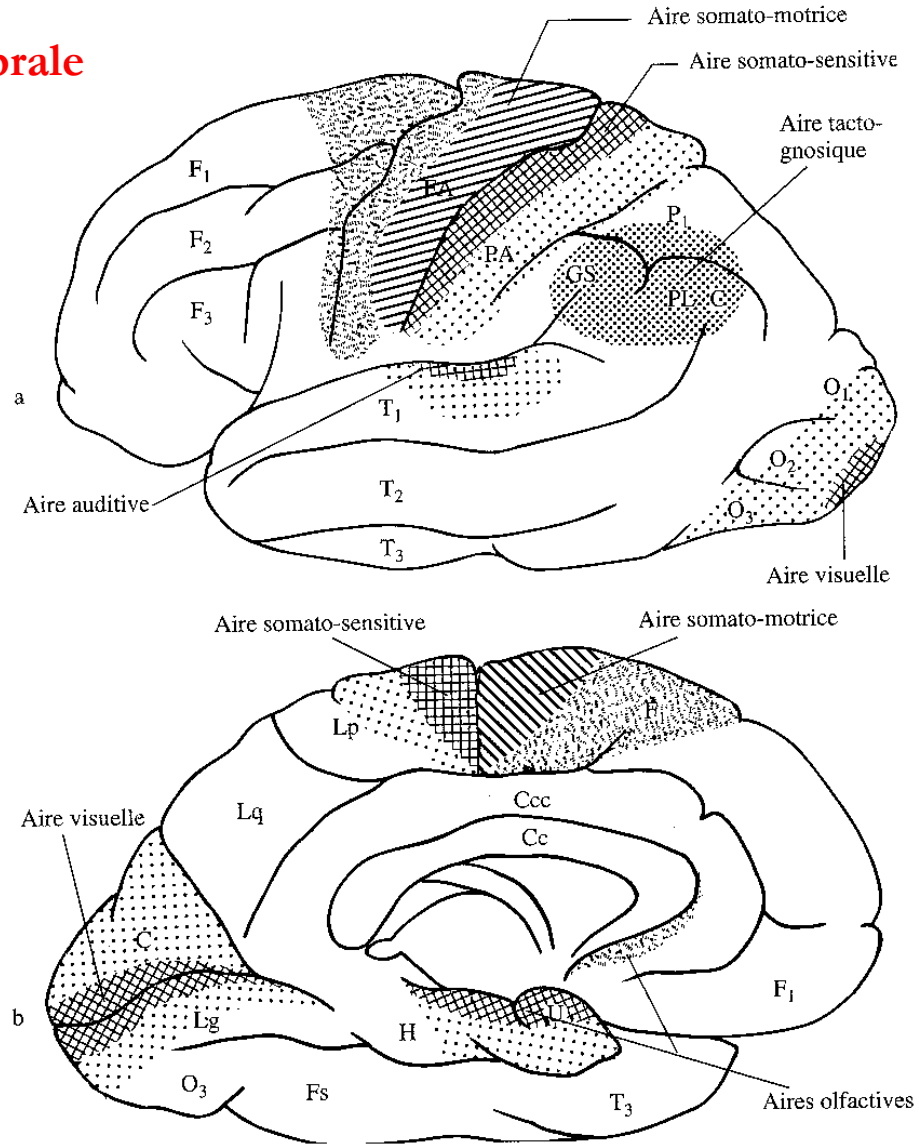 orale
Aire somato-motrice
Aire somato-sensitive
Aire tacto-
gnosique
F₁
F₂
F₃
FA
PA
P₁
GS
PL C
a
T₁
T₂
T₃
O₁
O₂
O₃
Aire auditive
Aire visuelle
Aire somato-sensitive
Aire somato-motrice
Lp
F
Lq
Ccc
Cc
Aire visuelle
C
Lg
b
H
U
F₁
O₃
Fs
T₃
Aires olfactives